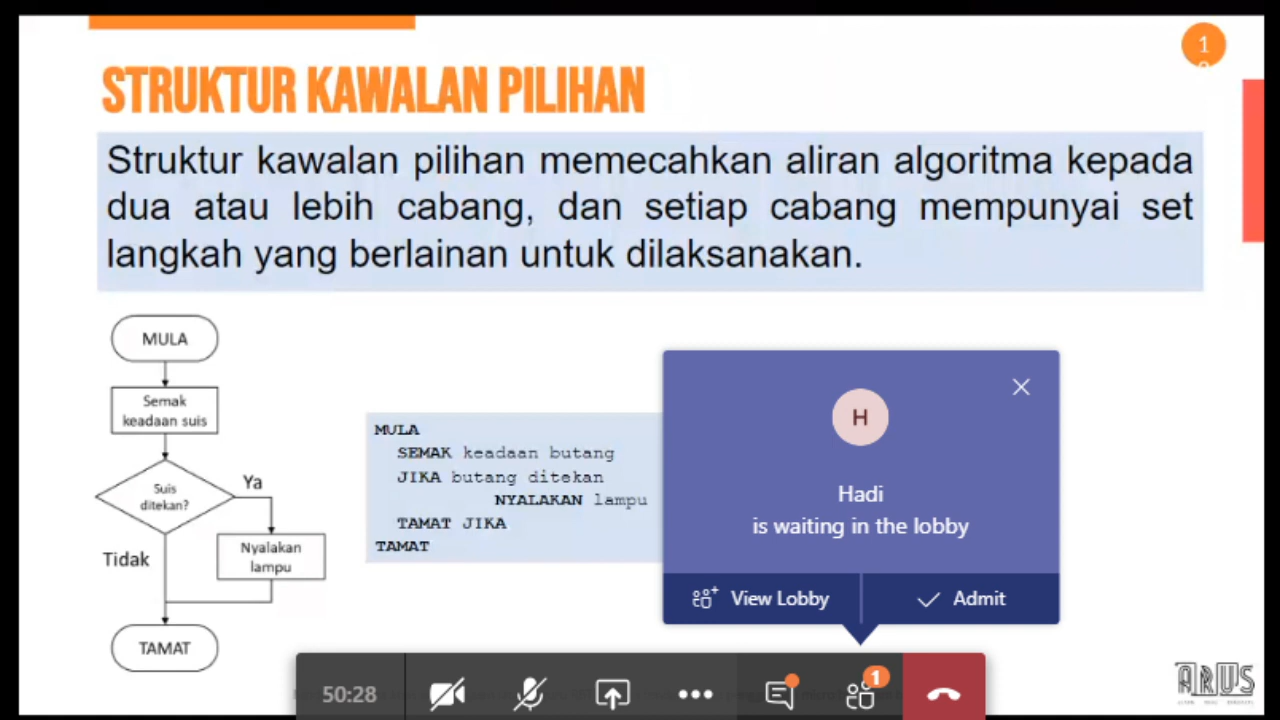 1
STRUKTUR KAWALAN PILIHAN
Struktur kawalan pilihan memecahkan aliran algoritma kepada
dua atau lebih cabang, dan setiap cabang mempunyai set
langkah yang berlainan untuk dilaksanakan.
MULA
Semak
keadaan suis
Suis
ditekan?
Ya
Tidak
Nyalakan
lampu
TAMAT
MULA
SEMAK keadaan butang
JIKA butang ditekan
NYALAKAN lampu
TAMAT JIKA
TAMAT
H
Hadi
is waiting in the lobby
View Lobby
Admit
50:28
1
ARUS